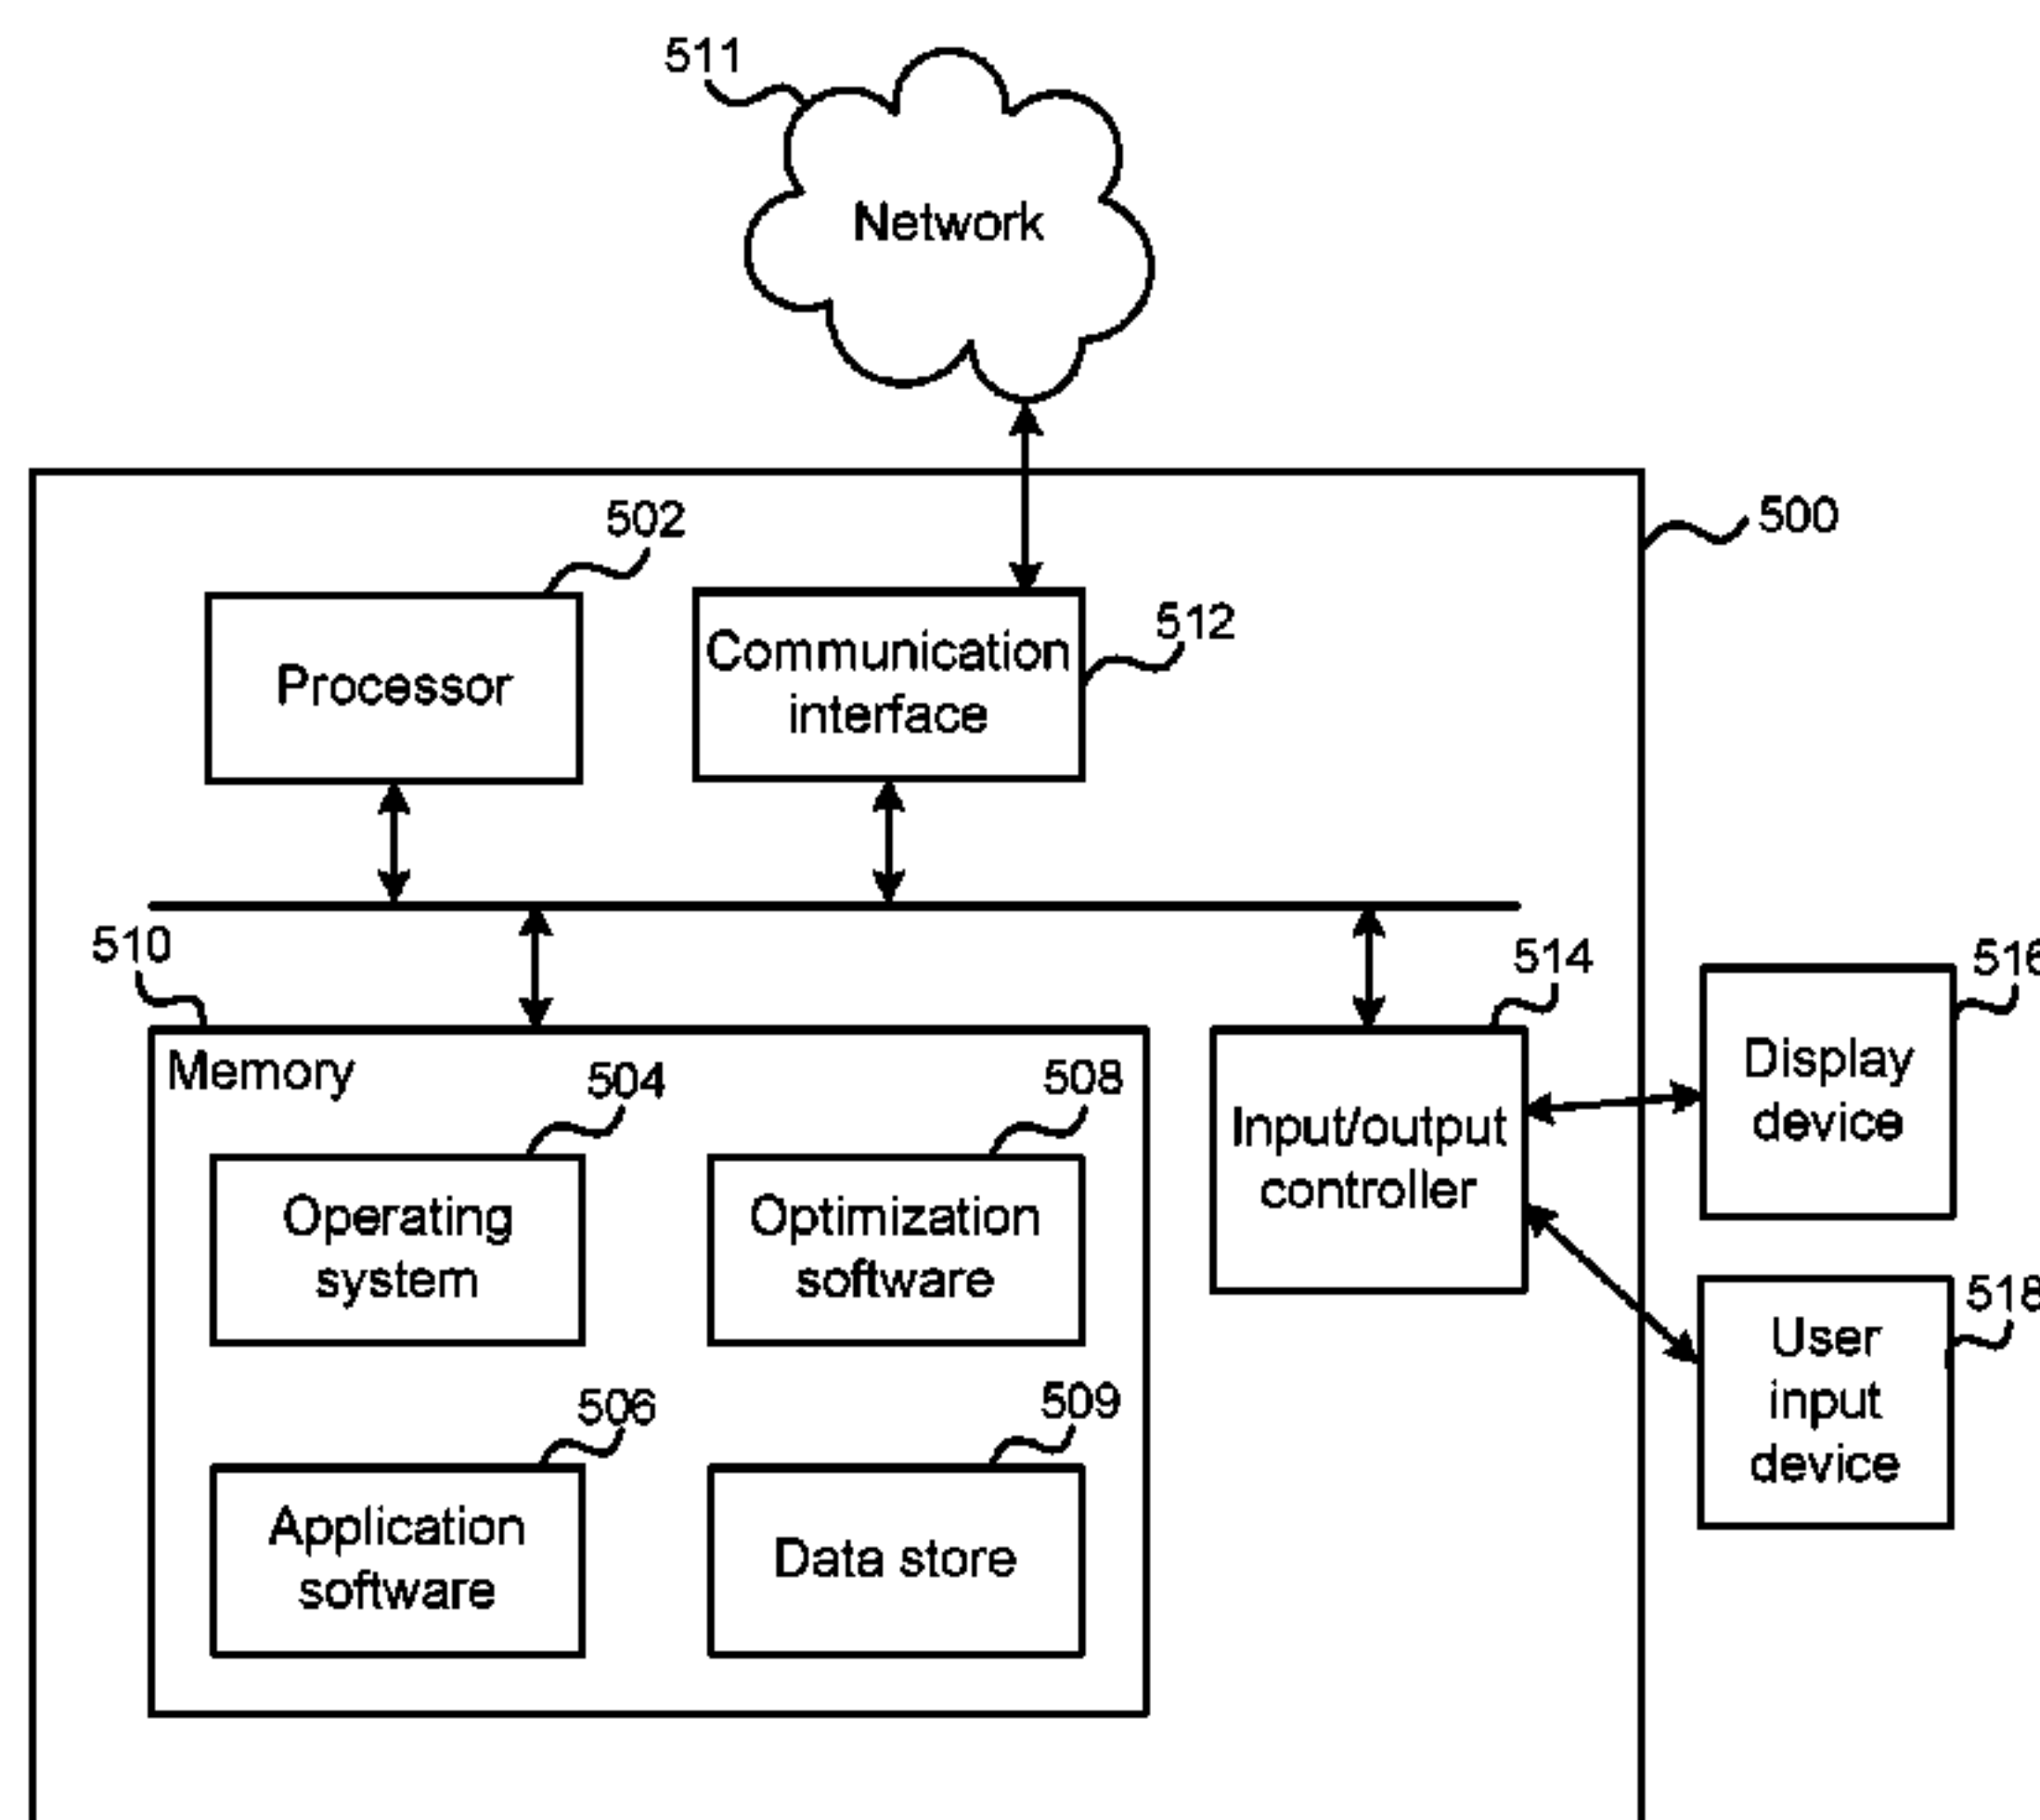 511
Network
500
502
512
Processor
Communication
interface
510
514
516
Memory
504
508
Display
device
Input/output
controller
Operating
system
Optimization
software
518
User
input
device
506
509
Application
software
Data store